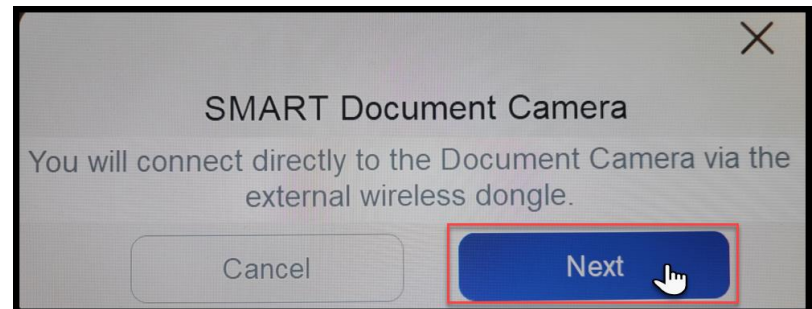 SMART Document Camera
You will connect directly to the Document Camera via the
external wireless dongle.
Cancel
Next